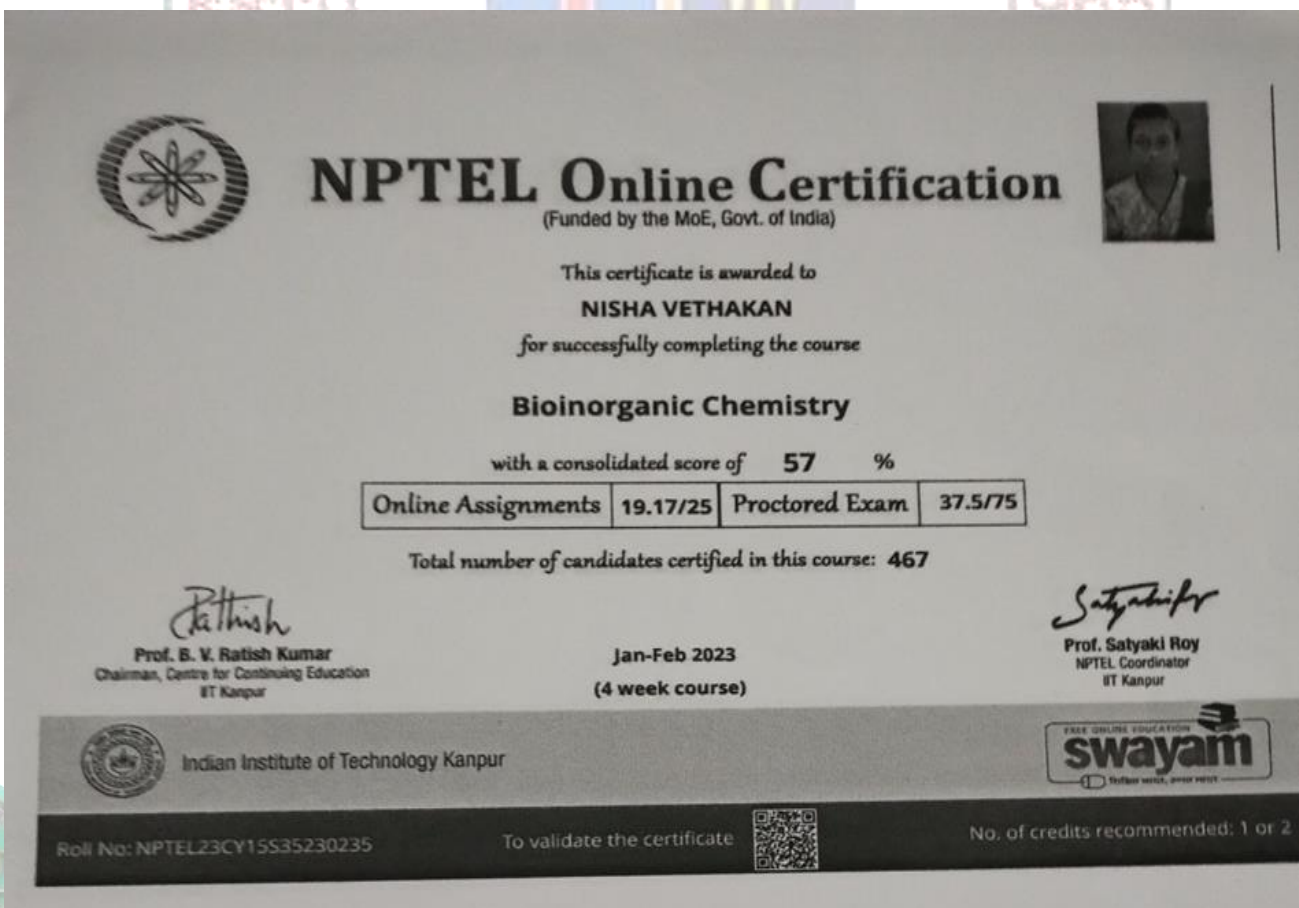 NPTEL Online Certification
(Funded by the MoE, Govt. of India)
This certificate is awarded to
NISHA VETHAKAN
for successfully completing the course
Bioinorganic Chemistry
with a consolidated score of 57 %
Online Assignments 19.17/25 Proctored Exam 37.5/75
Total number of candidates certified in this course: 467
Prof. B. V. Ratish Kumar
Chairman, Centre for Continuing Education
IIT Kanpur
Jan-Feb 2023
(4 week course)
Prof. Satyaki Roy
NPTEL Coordinator
IIT Kanpur
Indian Institute of Technology Kanpur
FREE ONLINE EDUCATION
swayam
Roll No: NPTEL23CY15S35230235
To validate the certificate
No. of credits recommended: 1 or 2